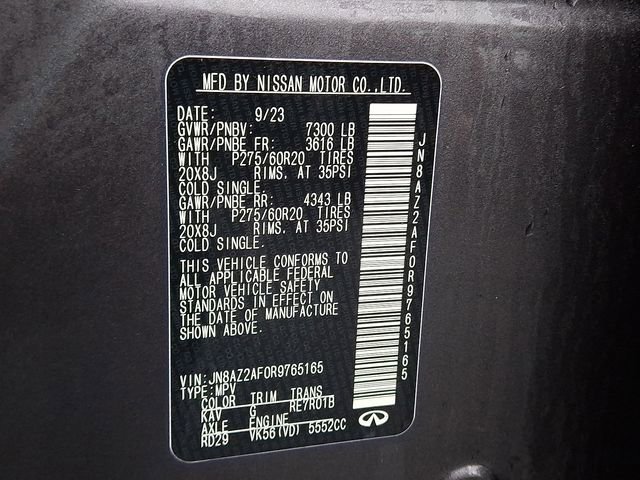 MFD BY NISSAN MOTOR CO.,LTD.
DATE: 9/23
GVWR/PNBV: 7300 LB
GAWR/PNBE FR: 3616 LB
WITH P275/60R20 TIRES
20X8J RIMS, AT 35PSI
COLD SINGLE.
GAWR/PNBE RR: 4343 LB
WITH P275/60R20 TIRES
20X8J RIMS, AT 35PSI
COLD SINGLE.
THIS VEHICLE CONFORMS TO
ALL APPLICABLE FEDERAL
MOTOR VEHICLE SAFETY
STANDARDS IN EFFECT ON
THE DATE OF MANUFACTURE
SHOWN ABOVE.
VIN:JN8AZ2AF0R9765165
TYPE:MPV
COLOR TRIM TRANS
KAV G RE7R01B
AXLE ENGINE
RD29 VK56(VD) 5552CC
JN8AZ2AF0R9765165